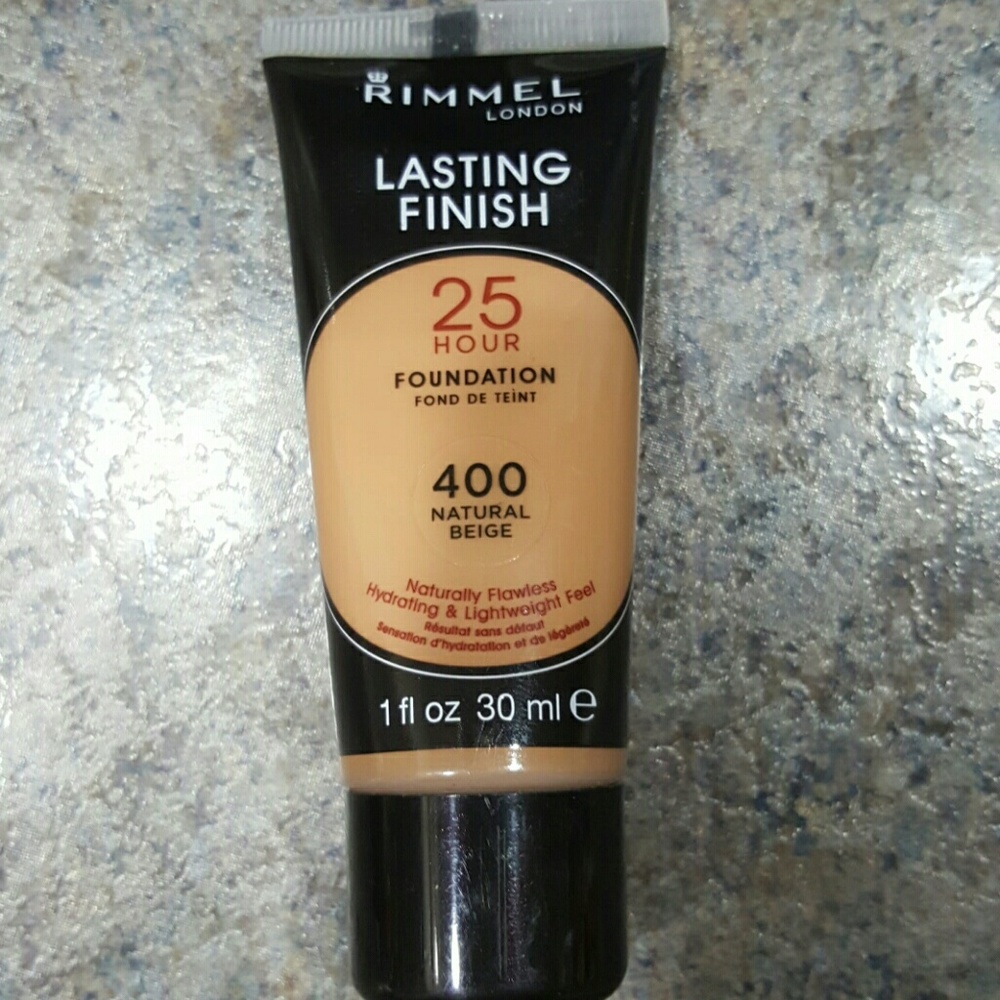 RIMMEL
LONDON
LASTING
FINISH
25
HOUR
FOUNDATION
FOND DE TEINT
400
NATURAL
BEIGE
Naturally Flawless
Hydrating & Lightweight Feel
Résultat sans défaut
Sensation d'hydratation et de légéreté
1 fl oz 30 ml e